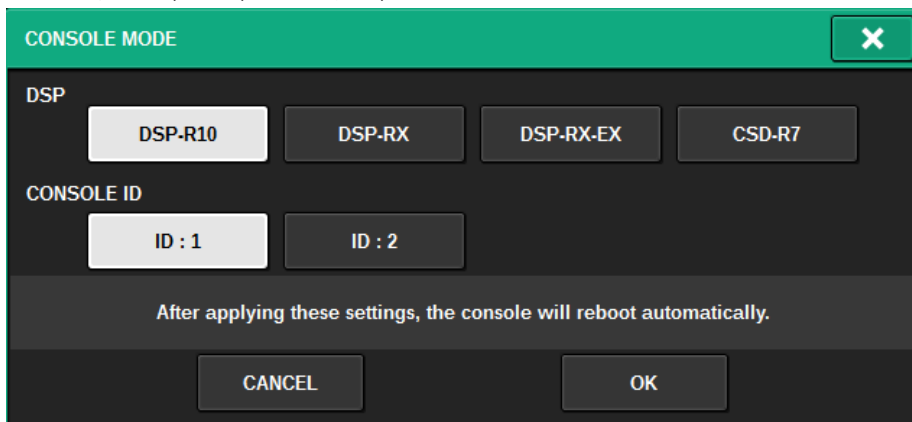 CONSOLE MODE
DSP
DSP-R10 DSP-RX DSP-RX-EX CSD-R7
CONSOLE ID
ID : 1 ID : 2
After applying these settings, the console will reboot automatically.
CANCEL OK